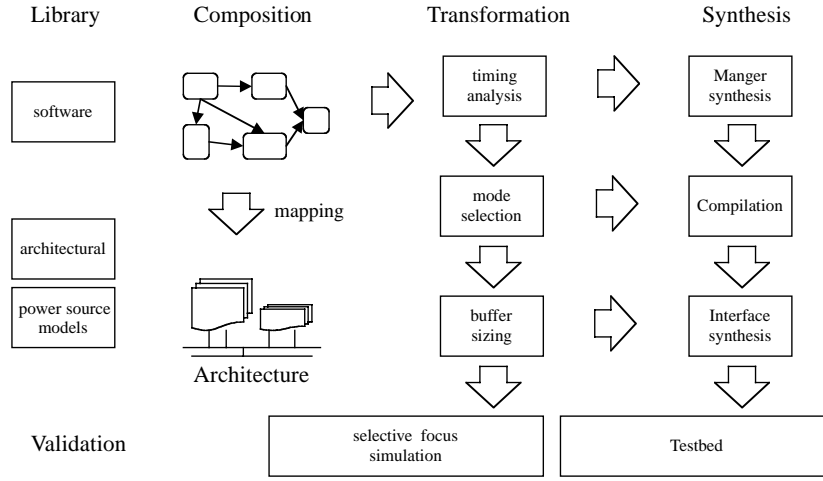 Library
Composition
Transformation
Synthesis
software
timing
analysis
Manger
synthesis
mapping
mode
selection
Compilation
architectural
power source
models
buffer
sizing
Interface
synthesis
Architecture
Validation
selective focus
simulation
Testbed